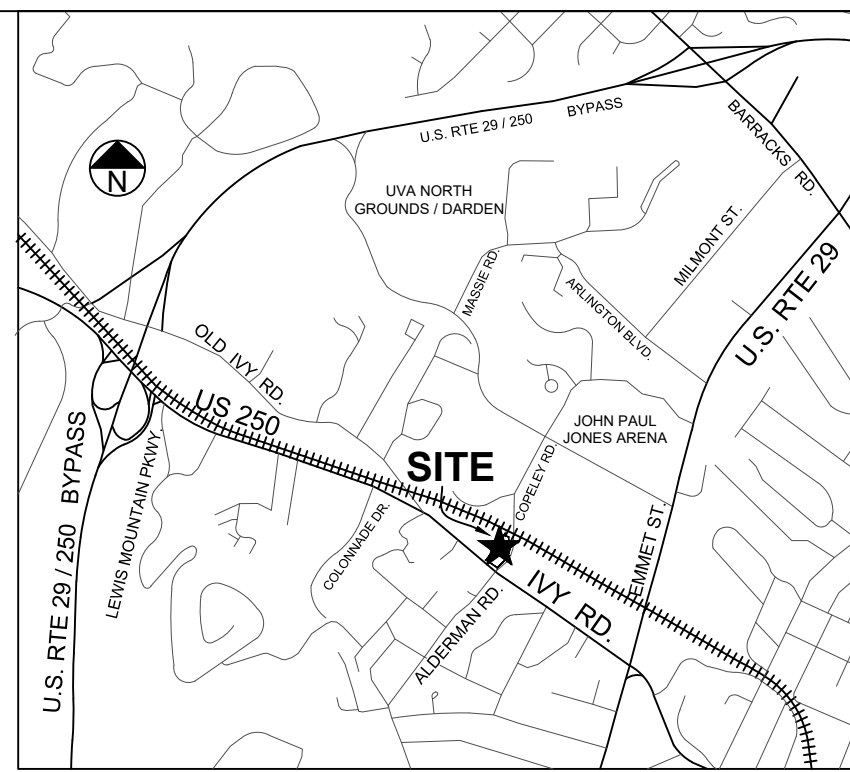 U.S. RTE 29 / 250 BYPASS
BARRACKS RD.
N
UVA NORTH
GROUNDS / DARDEN
MILMONT ST.
MASSIE RD.
ARLINGTON BLVD.
U.S. RTE 29
OLD IVY RD.
US 250
JOHN PAUL
JONES ARENA
SITE
COPELEY RD
U.S. RTE 29 / 250 BYPASS
LEWIS MOUNTAIN PKWY.
COLONNADE DR.
EMMET ST.
IVY RD.
ALDERMAN RD.